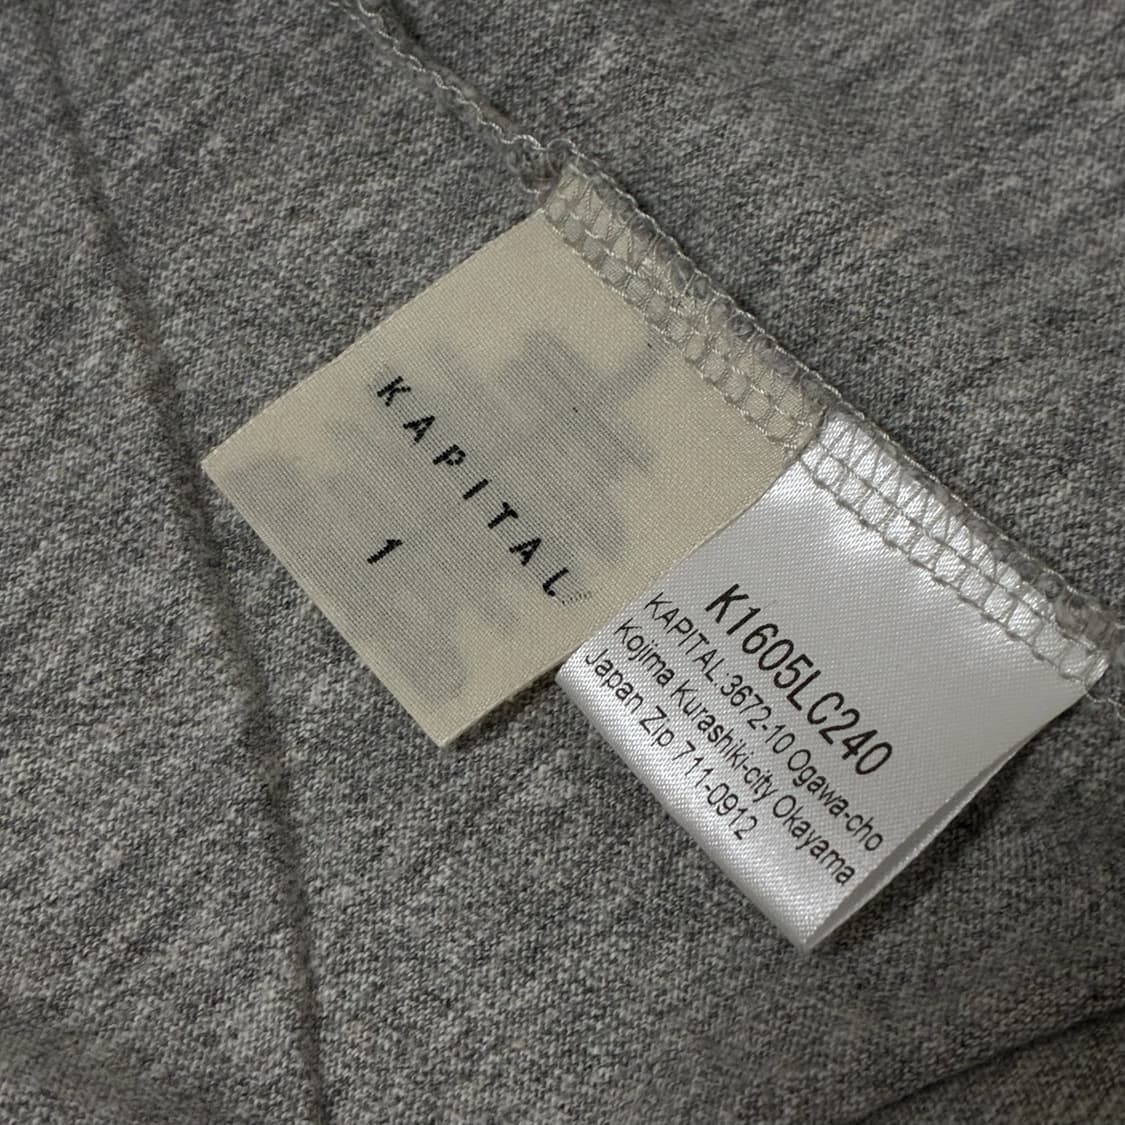 KAPITAL
1
K1605LC240
KAPITAL 3672-10 Ogawa-cho
Kojima Kurashiki-city Okayama
Japan Zip 711-0912